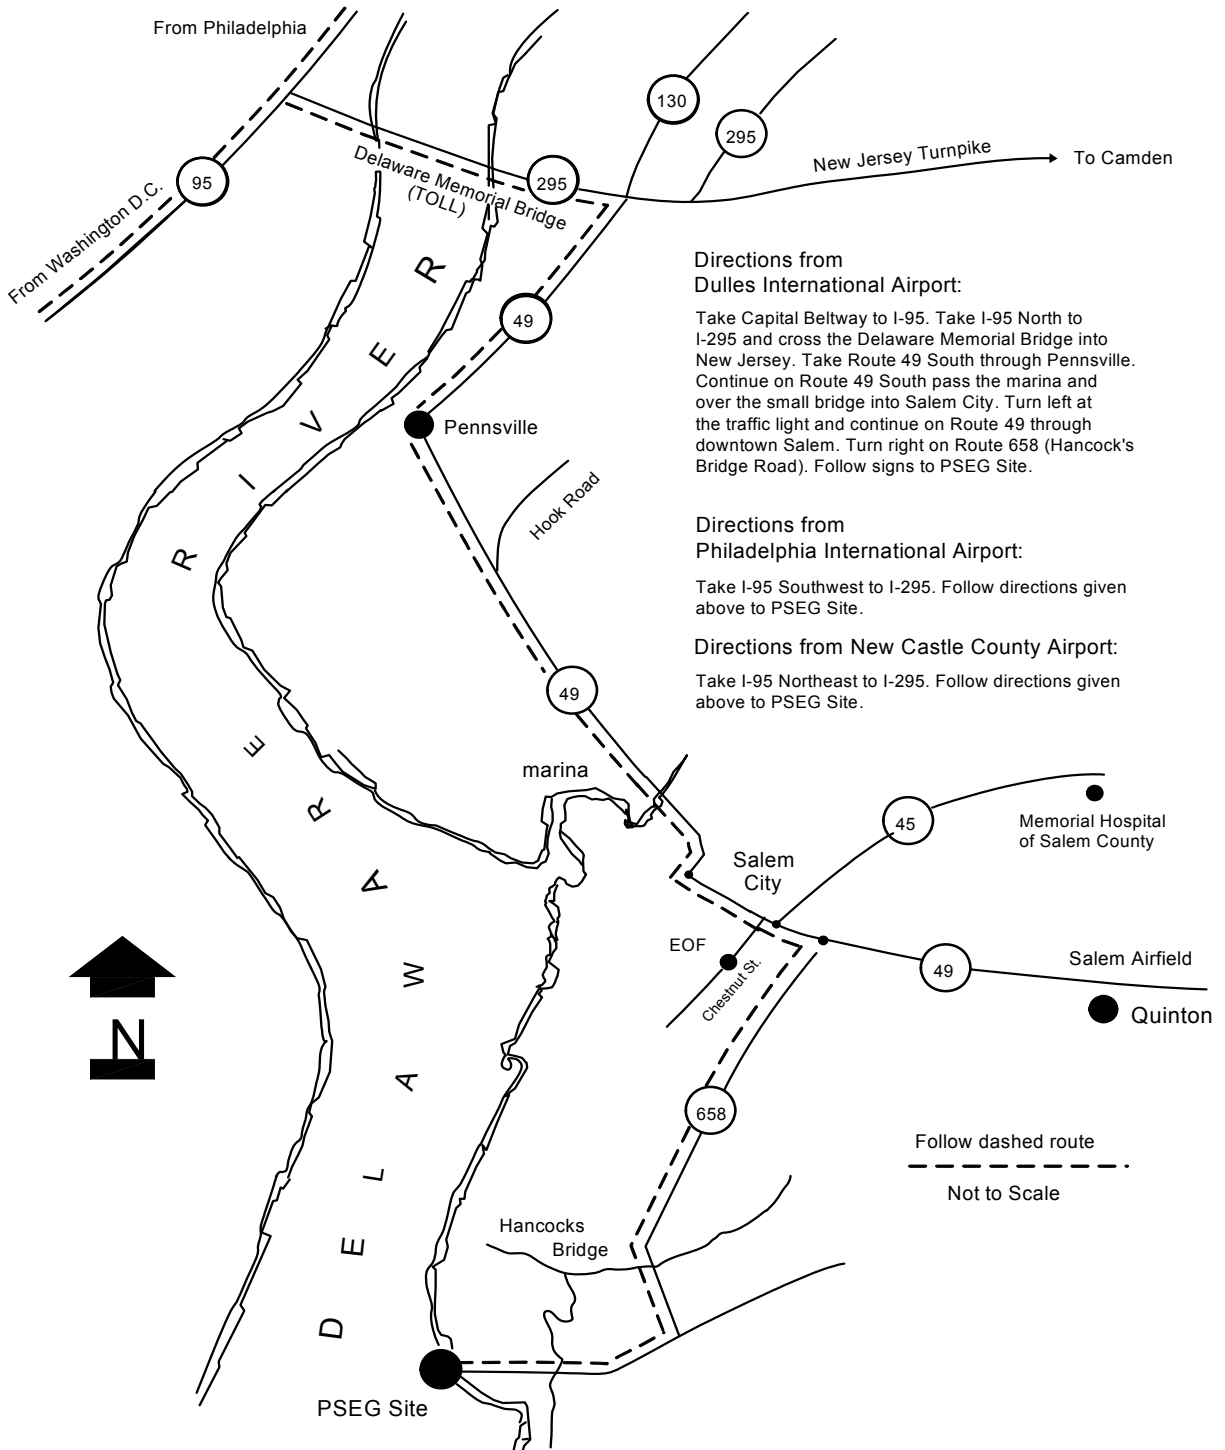 From Philadelphia
130
295
New Jersey Turnpike
To Camden
95
From Washington D.C.
Delaware Memorial Bridge
(TOLL)
295
49
Directions from
Dulles International Airport:
Take Capital Beltway to I-95. Take I-95 North to
I-295 and cross the Delaware Memorial Bridge into
New Jersey. Take Route 49 South through Pennsville.
Continue on Route 49 South pass the marina and
over the small bridge into Salem City. Turn left at
the traffic light and continue on Route 49 through
downtown Salem. Turn right on Route 658 (Hancock's
Bridge Road). Follow signs to PSEG Site.
Directions from
Philadelphia International Airport:
Take I-95 Southwest to I-295. Follow directions given
above to PSEG Site.
Directions from New Castle County Airport:
Take I-95 Northeast to I-295. Follow directions given
above to PSEG Site.
Pennsville
Hook Road
49
marina
45
Memorial Hospital
of Salem County
Salem
City
EOF
Chestnut St.
49
Salem Airfield
Quinton
658
DELAWARE RIVER
N
Follow dashed route
Not to Scale
Hancocks
Bridge
PSEG Site